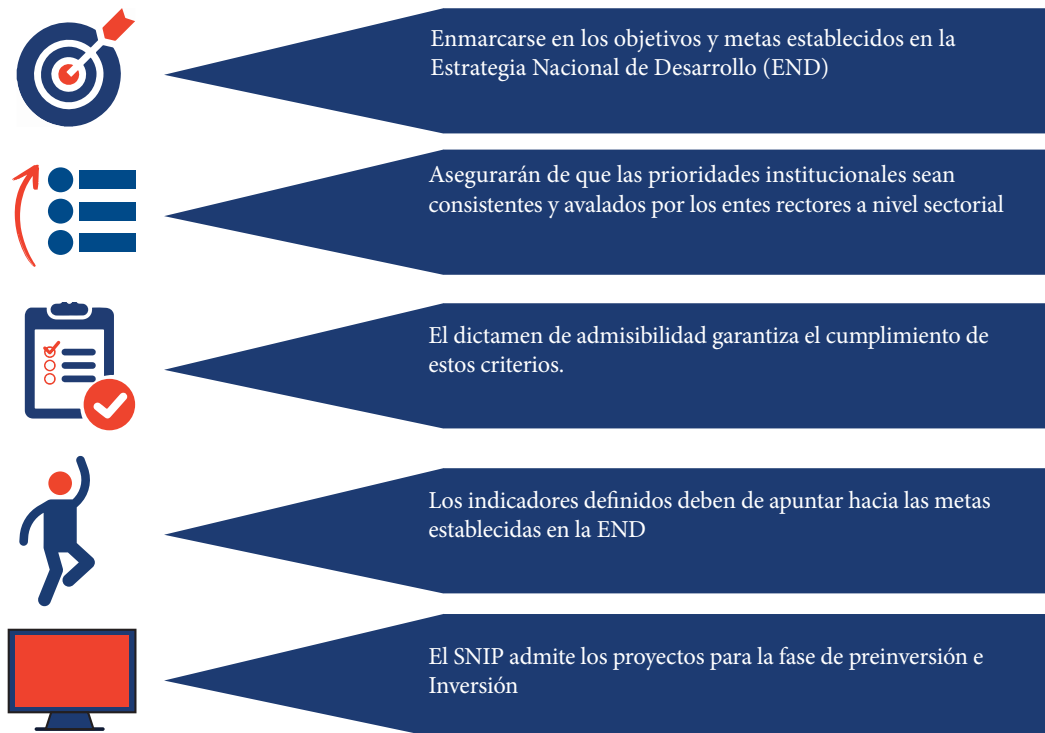 Enmarcarse en los objetivos y metas establecidos en la
Estrategia Nacional de Desarrollo (END)
Asegurarán de que las prioridades institucionales sean
consistentes y avalados por los entes rectores a nivel sectorial
El dictamen de admisibilidad garantiza el cumplimiento de
estos criterios.
Los indicadores definidos deben de apuntar hacia las metas
establecidas en la END
El SNIP admite los proyectos para la fase de preinversión e
Inversión